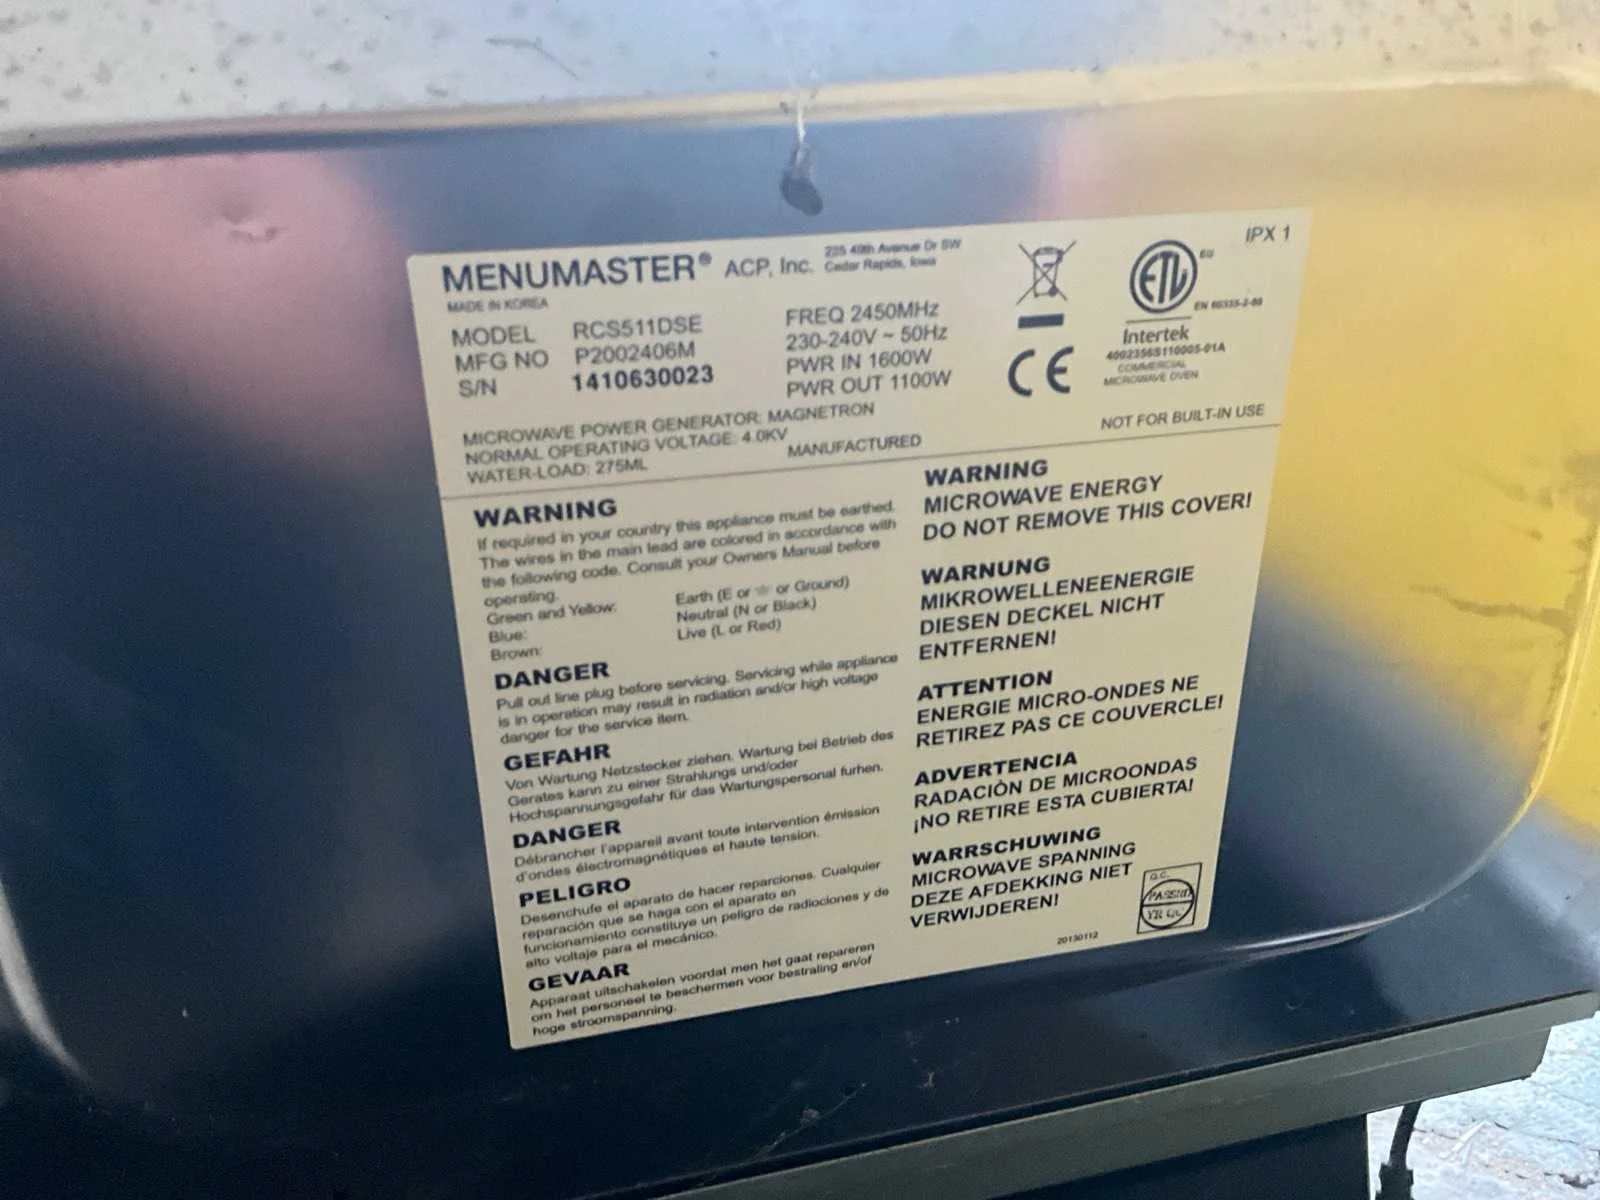 MENUMASTER® ACP, Inc. 225 49th Avenue Dr SW
Cedar Rapids, Iowa
MADE IN KOREA
MODEL RCS511DSE
MFG NO P2002406M
S/N 1410630023
FREQ 2450MHz
230-240V ~ 50Hz
PWR IN 1600W
PWR OUT 1100W
MICROWAVE POWER GENERATOR: MAGNETRON
NORMAL OPERATING VOLTAGE: 4.0KV
WATER-LOAD: 275ML
MANUFACTURED
CE
ETL
EU
EN 60335-2-90
Intertek
4002356S110005-01A
COMMERCIAL
MICROWAVE OVEN
IPX 1
NOT FOR BUILT-IN USE
WARNING
If required in your country this appliance must be earthed.
The wires in the main lead are colored in accordance with
the following code. Consult your Owners Manual before
operating.
Green and Yellow: Earth (E or or Ground)
Blue: Neutral (N or Black)
Brown: Live (L or Red)
DANGER
Pull out line plug before servicing. Servicing while appliance
is in operation may result in radiation and/or high voltage
danger for the service item.
GEFAHR
Von Wartung Netzstecker ziehen. Wartung bei Betrieb des
Gerates kann zu einer Strahlungs und/oder
Hochspannungsgefahr für das Wartungspersonal furhen.
DANGER
Débrancher l'appareil avant toute intervention émission
d'ondes électromagnétiques et haute tension.
PELIGRO
Desenchufe el aparato de hacer reparciones. Cualquier
reparación que se haga con el aparato en
funcionamiento constituye un peligro de radiociones y de
alto voltaje para el mecánico.
GEVAAR
Apparaat uitschakelen voordat men het gaat repareren
om het personeel te beschermen voor bestraling en/of
hoge stroomspanning.
WARNING
MICROWAVE ENERGY
DO NOT REMOVE THIS COVER!
WARNUNG
MIKROWELLENEENERGIE
DIESEN DECKEL NICHT
ENTFERNEN!
ATTENTION
ENERGIE MICRO-ONDES NE
RETIREZ PAS CE COUVERCLE!
ADVERTENCIA
RADACIÒN DE MICROONDAS
¡NO RETIRE ESTA CUBIERTA!
WARRSCHUWING
MICROWAVE SPANNING
DEZE AFDEKKING NIET
VERWIJDEREN!
20130112
Q.C.
PASSED
YR